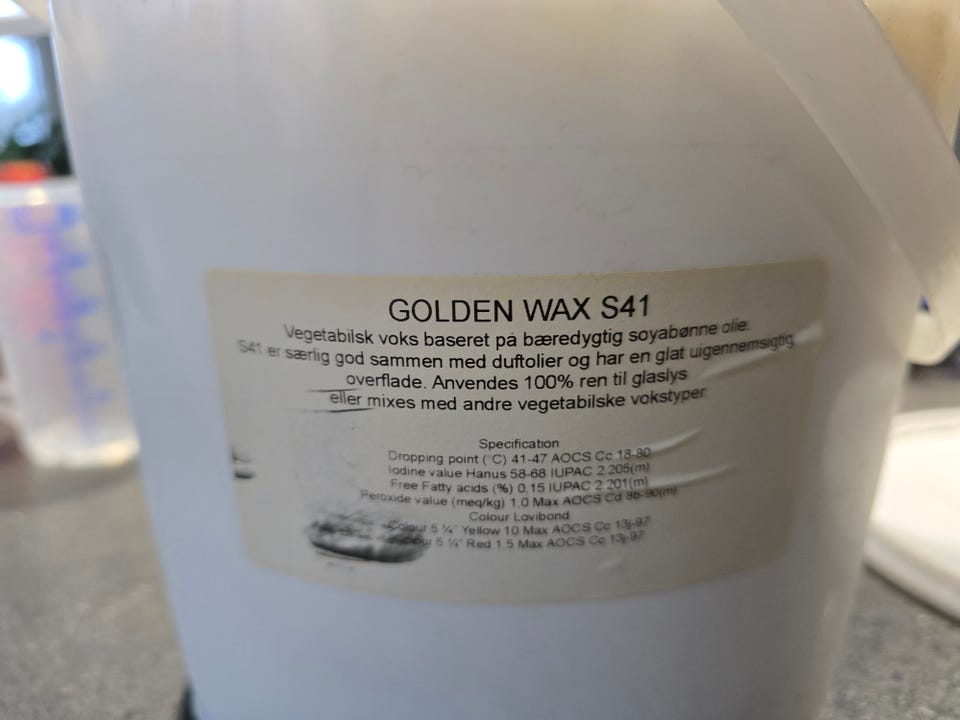 GOLDEN WAX S41
Vegetabilsk voks baseret på bæredygtig soyabønne olie.
S41 er særlig god sammen med duftolier og har en glat uigennemsigtig
overflade. Anvendes 100% ren til glaslys
eller mixes med andre vegetabilske vokstyper
Specification
Dropping point (°C) 41-47 AOCS Cc 18-80
Iodine value Hanus 58-68 IUPAC 2.205(m)
Free Fatty acids (%) 0.15 IUPAC 2.201(m)
Peroxide value (meq/kg) 1.0 Max AOCS Cd 8b-90(m)
Colour Lovibond
Colour 5 ¼" Yellow 10 Max AOCS Cc 13j-97
Colour 5 ¼" Red 1.5 Max AOCS Cc 13j-97